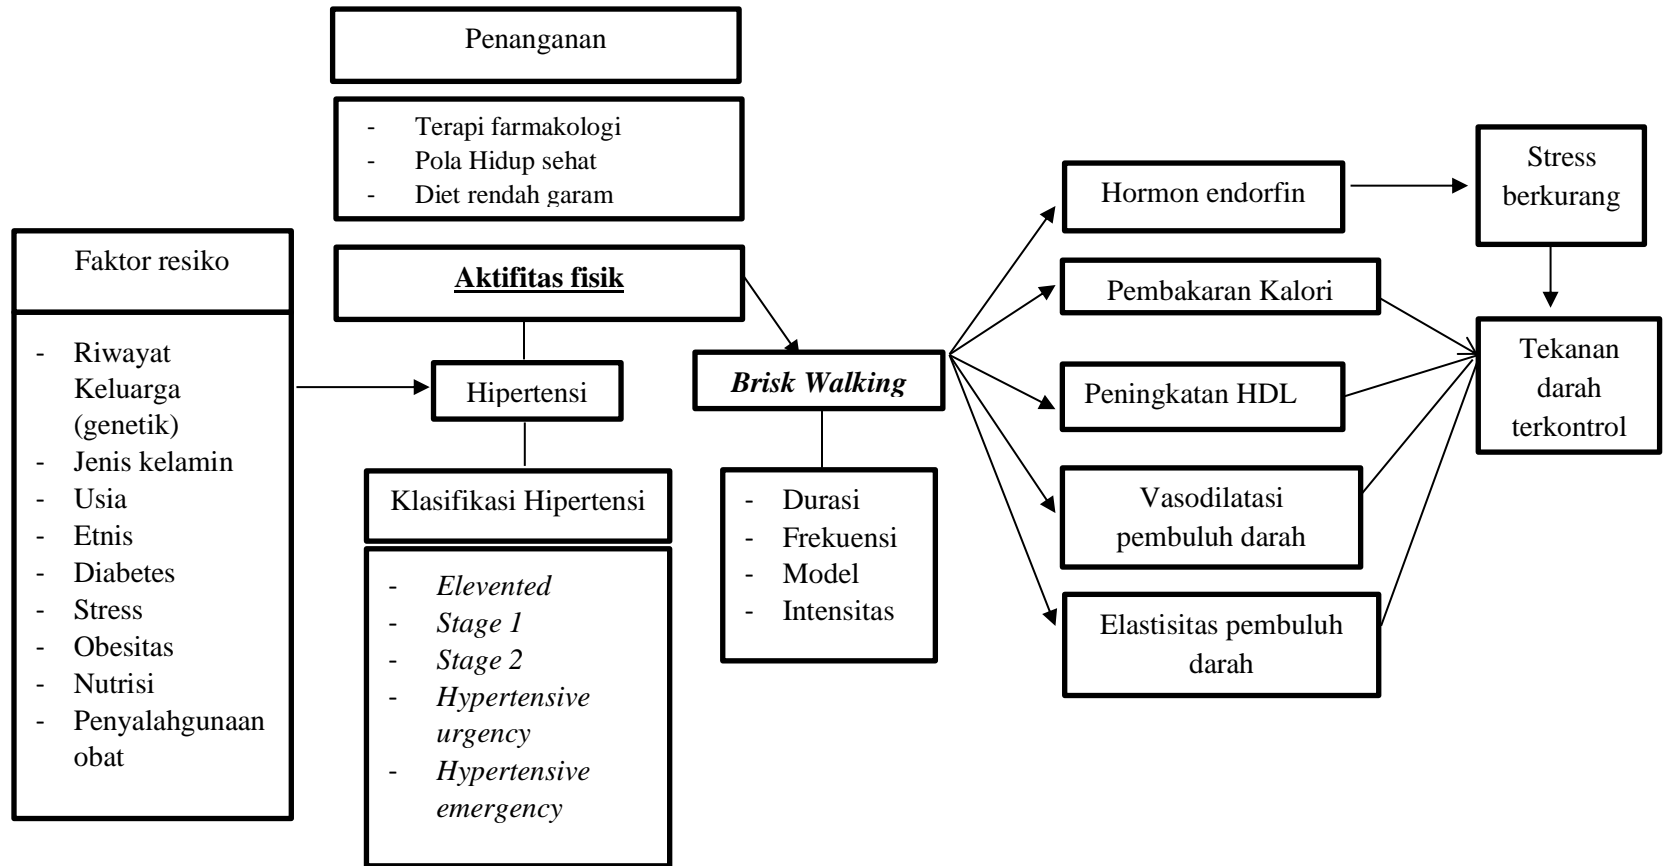 Penanganan
- Terapi farmakologi
- Pola Hidup sehat
- Diet rendah garam
Faktor resiko
- Riwayat
Keluarga
(genetik)
- Jenis kelamin
- Usia
- Etnis
- Diabetes
- Stress
- Obesitas
- Nutrisi
- Penyalahgunaan
obat
Aktifitas fisik
Hipertensi
Klasifikasi Hipertensi
- Elevented
- Stage 1
- Stage 2
- Hypertensive
urgency
- Hypertensive
emergency
Brisk Walking
- Durasi
- Frekuensi
- Model
- Intensitas
Hormon endorfin
Pembakaran Kalori
Peningkatan HDL
Vasodilatasi
pembuluh darah
Elastisitas pembuluh
darah
Stress
berkurang
Tekanan
darah
terkontrol